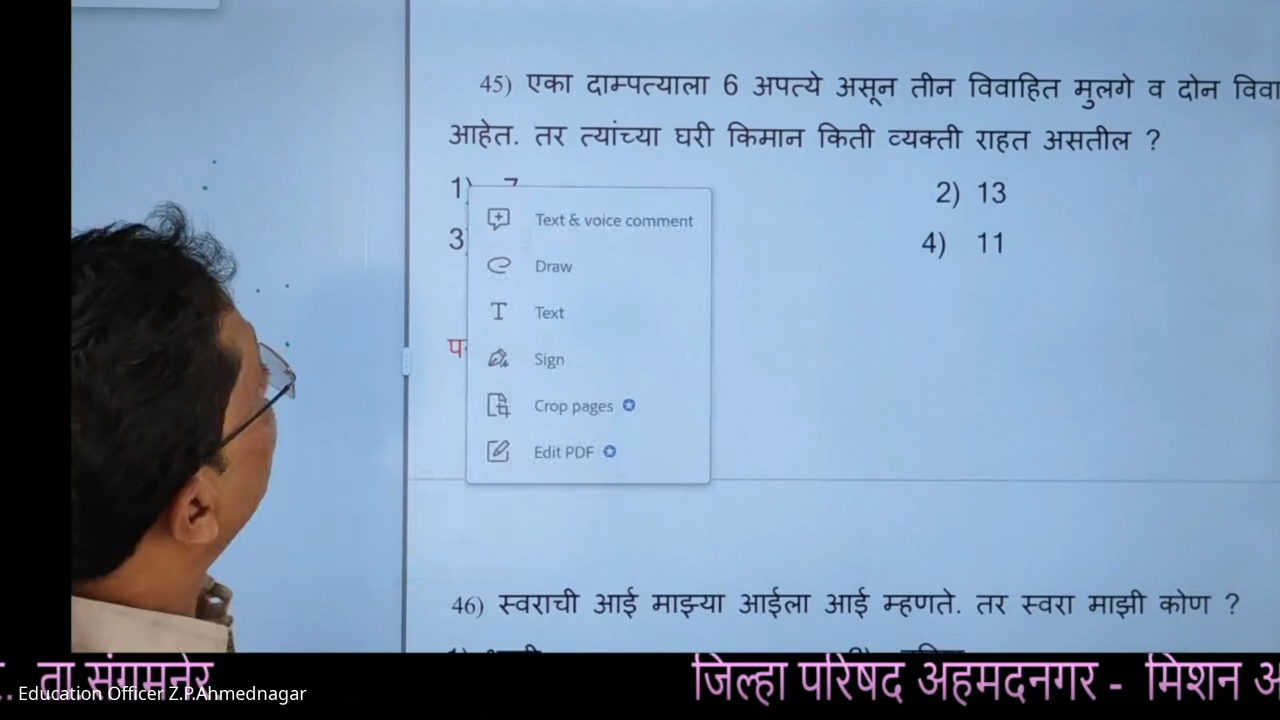 45) एका दाम्पत्याला 6 अपत्ये असून तीन विवाहित मुलगे व दोन
आहेत. तर त्यांच्या घरी किमान किती व्यक्ती राहत असतील ?
1) 7
2) 13
3)
4) 11
Text & voice comment
Draw
Text
Sign
Crop pages
Edit PDF
46) स्वराची आई माझ्या आईला आई म्हणते. तर स्वरा माझी कोण ?
ता संगमनेर
जिल्हा परिषद अहमदनगर - मिशन
Education Officer Z.P.Ahmednagar